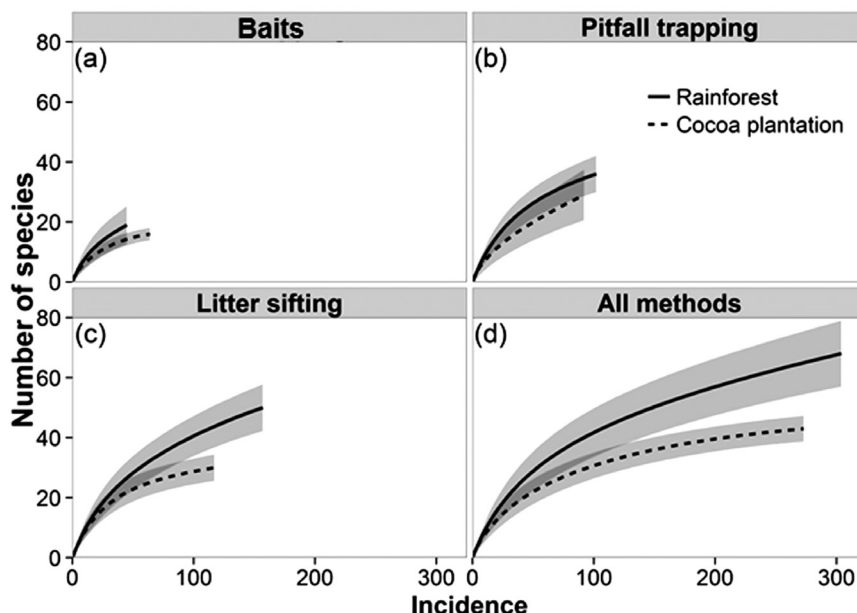 Baits
Pitfall trapping
80
(a)
(b)
60
Rainforest
Cocoa plantation
40
20
0
Number of species
Litter sifting
All methods
80
(c)
(d)
60
40
20
0
0
100
200
300
0
100
200
300
Incidence